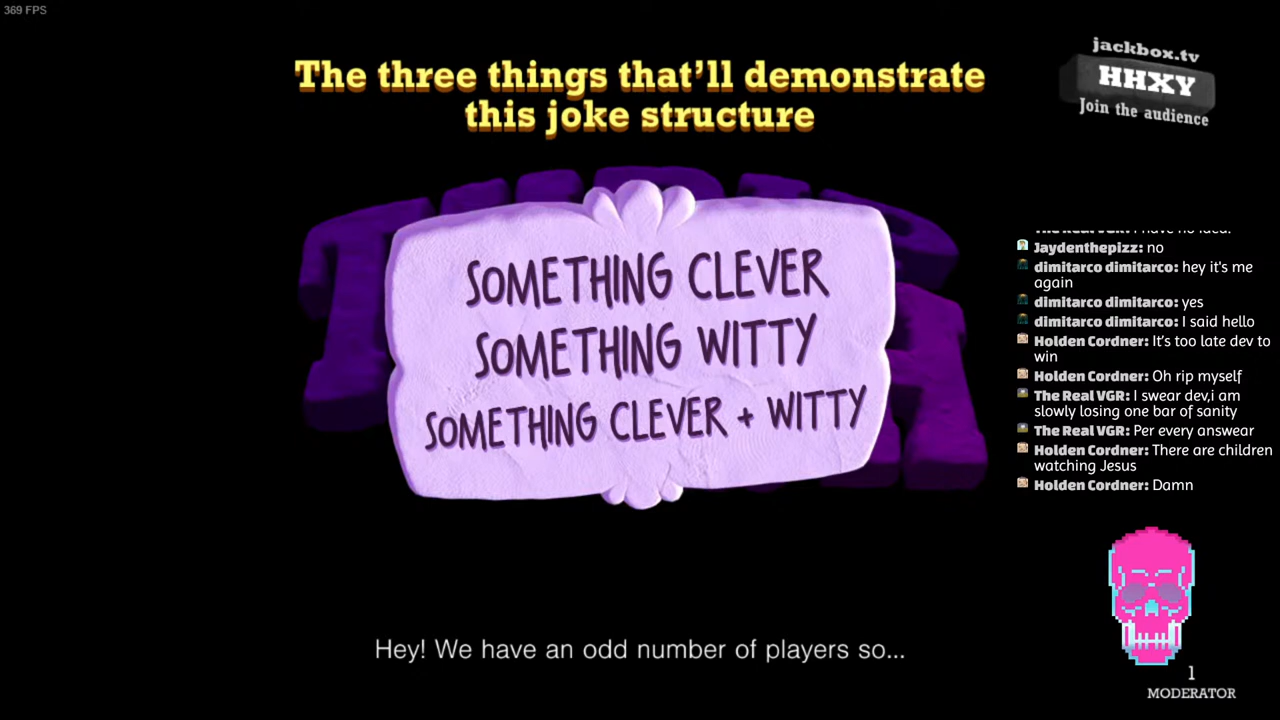 369 FPS
The three things that'll demonstrate
this joke structure
jackbox.tv
HHXY
Join the audience
SOMETHING CLEVER
SOMETHING WITTY
SOMETHING CLEVER + WITTY
Jaydenthepizz: no
dimitarco dimitarco: hey it's me
again
dimitarco dimitarco: yes
dimitarco dimitarco: I said hello
Holden Cordner: It's too late dev to
win
Holden Cordner: Oh rip myself
The Real VGR: I swear dev,i am
slowly losing one bar of sanity
The Real VGR: Per every answear
Holden Cordner: There are children
watching Jesus
Holden Cordner: Damn
Hey! We have an odd number of players so...
1
MODERATOR